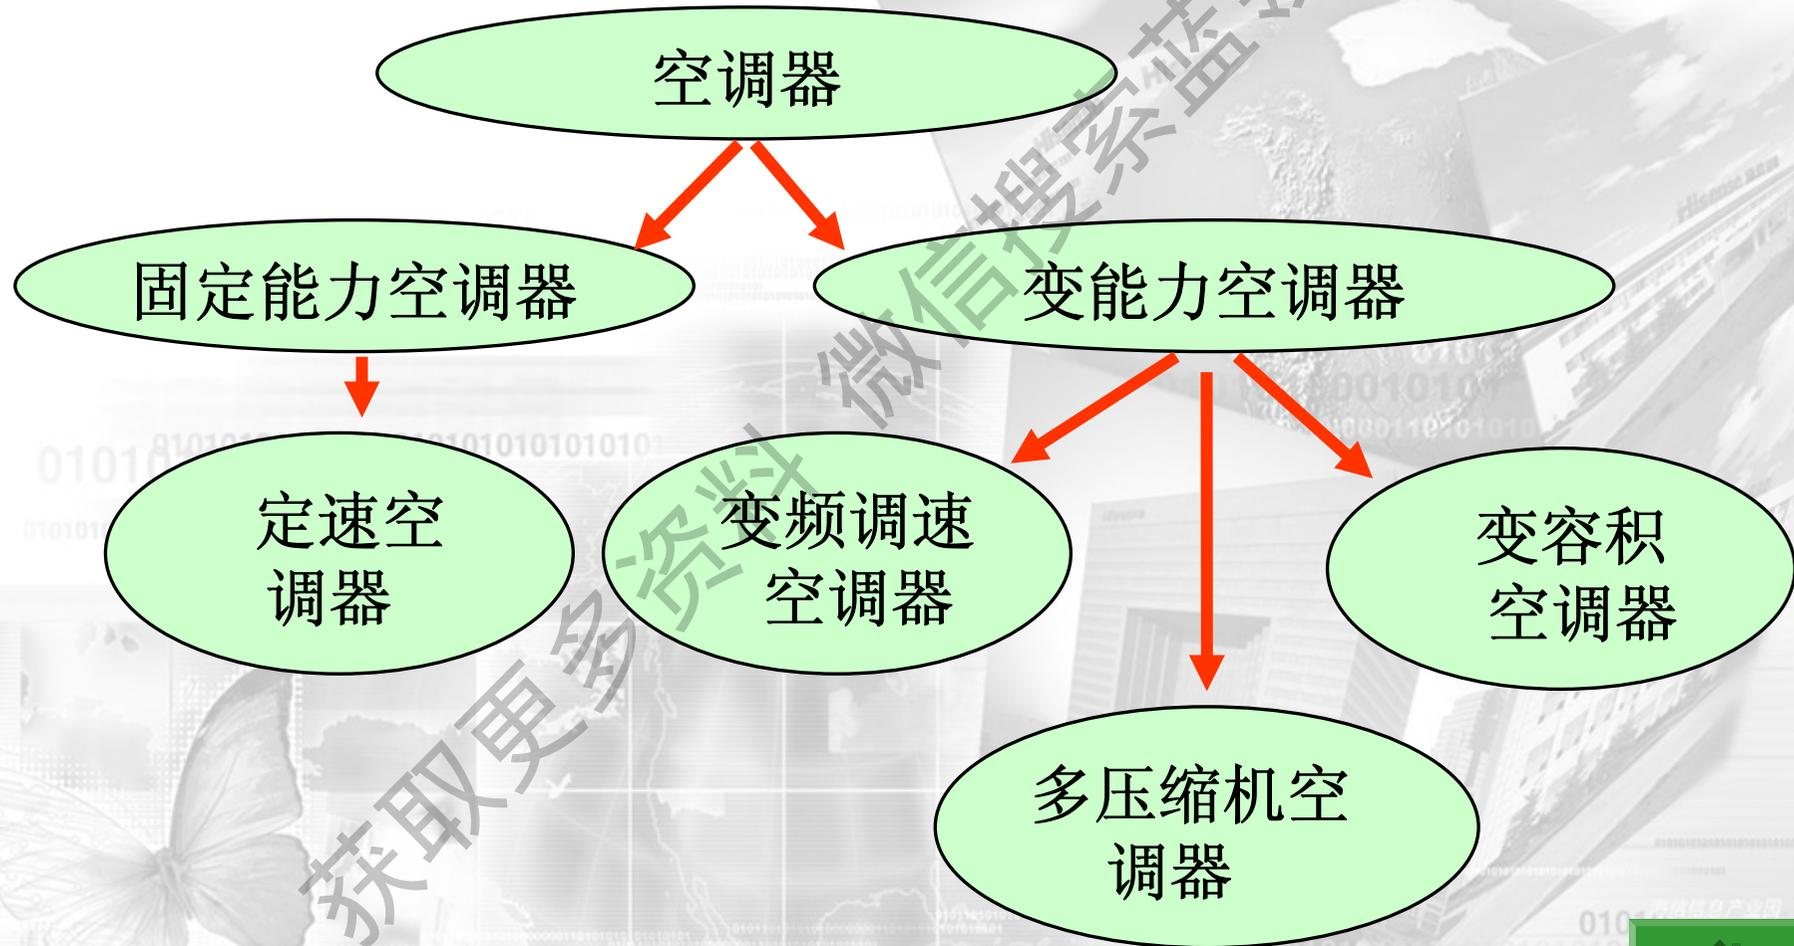 空调器
固定能力空调器
变能力空调器
定速空
调器
变频调速
空调器
变容积
空调器
多压缩机空
调器
获取更多资料 微信搜索蓝
Hisense